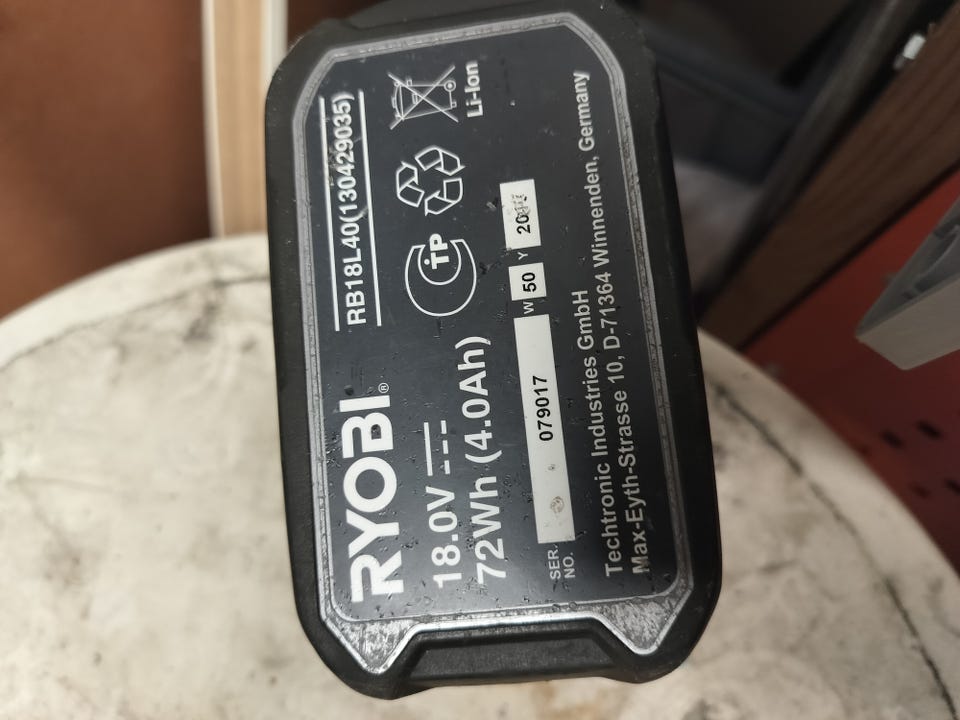 RYOBI®
RB18L40(130429035)
18.0V
72Wh (4.0Ah)
CTP
Li-Ion
SER. NO.
079017
W 50 Y
Techtronic Industries GmbH
Max-Eyth-Strasse 10, D-71364 Winnenden, Germany